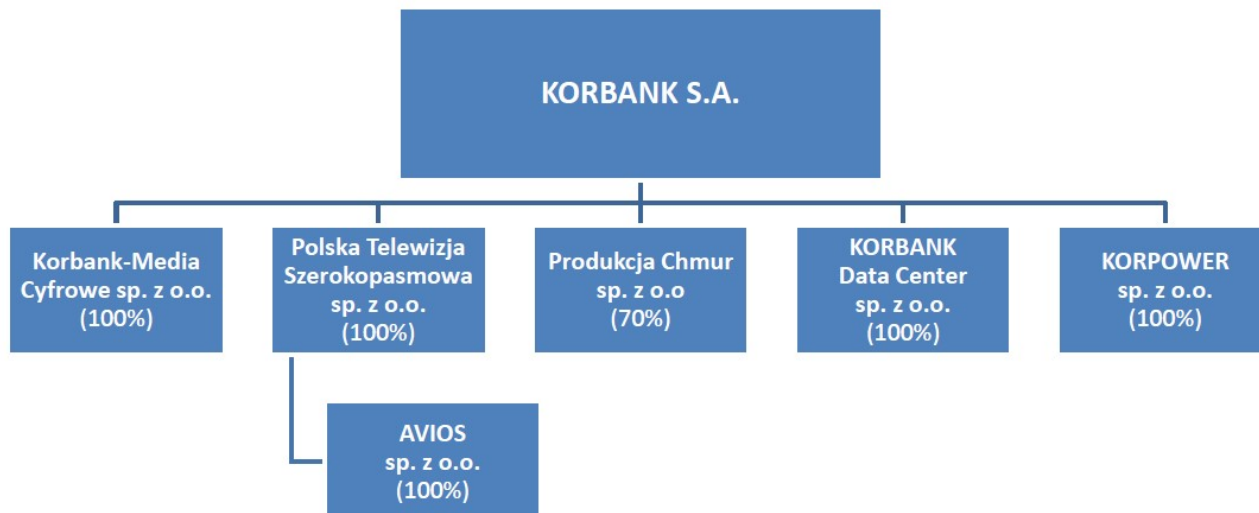 KORBANK S.A.
Korbank-Media
Cyfrowe sp. z o.o.
(100%)
Polska Telewizja
Szerokopasmowa
sp. z o.o.
(100%)
Produkcja Chmur
sp. z o.o
(70%)
KORBANK
Data Center
sp. z o.o.
(100%)
KORPOWER
sp. z o.o.
(100%)
AVIOS
sp. z o.o.
(100%)